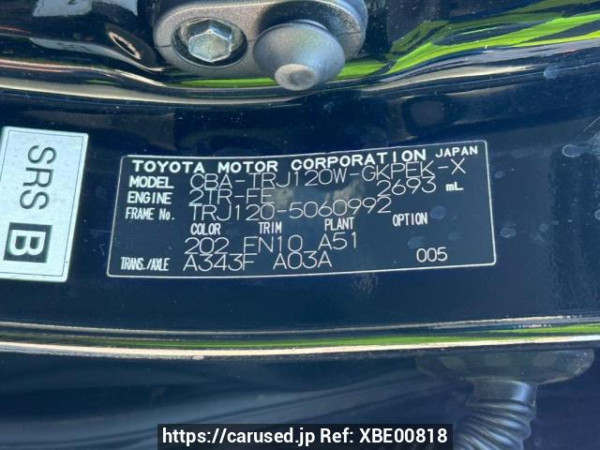 SRS B
TOYOTA MOTOR CORPORATION JAPAN
MODEL CBA-TRJ120W-GKPEK-X
ENGINE 2TR-FE 2693 mL
FRAME No. TRJ120-5060992
COLOR TRIM PLANT OPTION
202 FN10 A51
TRANS./AXLE A343F A03A 005
https://carused.jp Ref: XBE00818